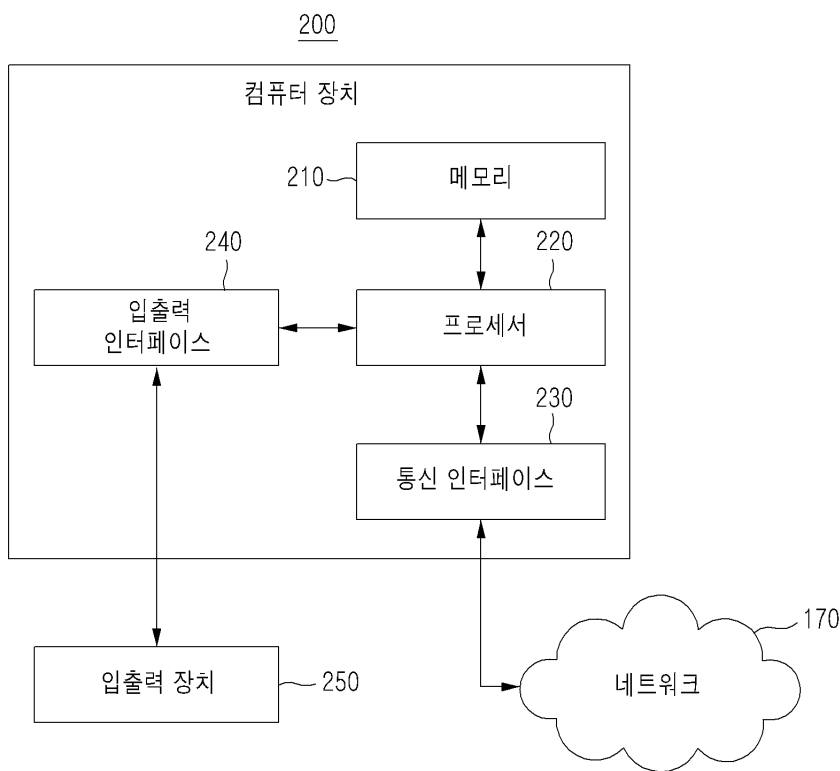 200
컴퓨터 장치
210
메모리
240
220
입출력
인터페이스
프로세서
230
통신 인터페이스
170
입출력 장치
250
네트워크